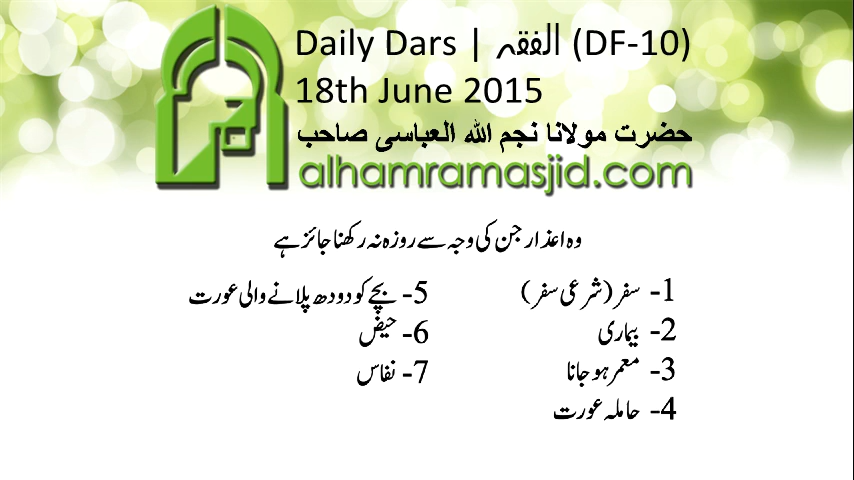 Daily Dars | الفقہ (DF-10)
18th June 2015
حضرت مولانا نجم اللہ العباسی صاحب
alhamramasjid.com
وہ اعذار جن کی وجہ سے روزہ نہ رکھنا جائز ہے
1- سفر (شرعی سفر)
2- بیماری
3- معمر ہو جانا
4- حاملہ عورت
5- بچے کو دودھ پلانے والی عورت
6- حیض
7- نفاس